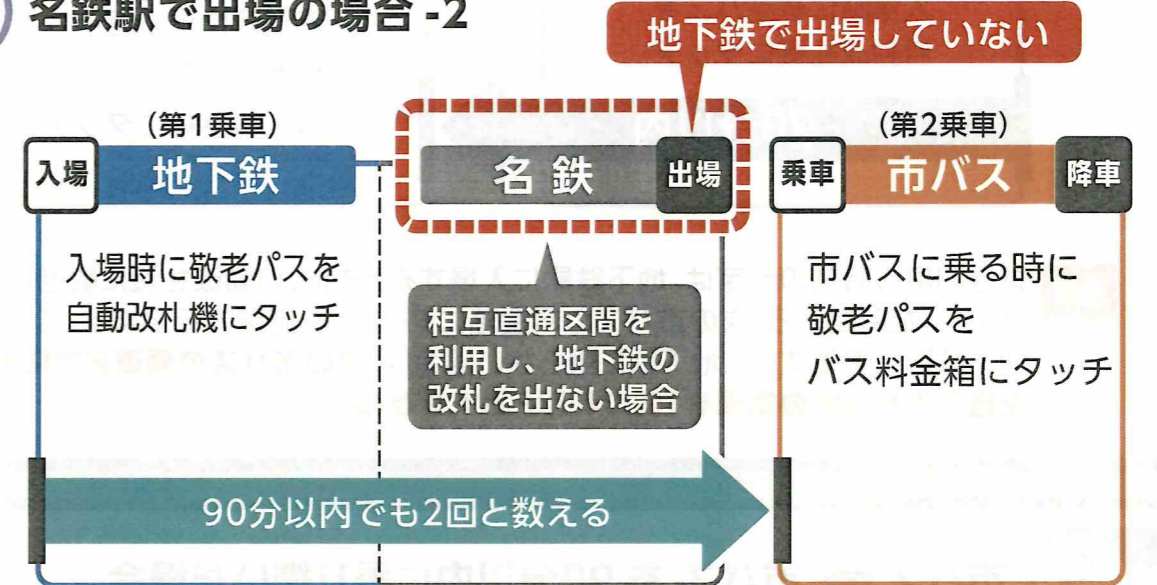 名鉄駅で出場の場合 -2
地下鉄で出場していない
(第1乗車)
入場
地下鉄
名鉄
出場
(第2乗車)
乗車
市バス
降車
入場時に敬老パスを
自動改札機にタッチ
相互直通区間を
利用し、地下鉄の
改札を出ない場合
市バスに乗る時に
敬老パスを
バス料金箱にタッチ
90分以内でも2回と数える